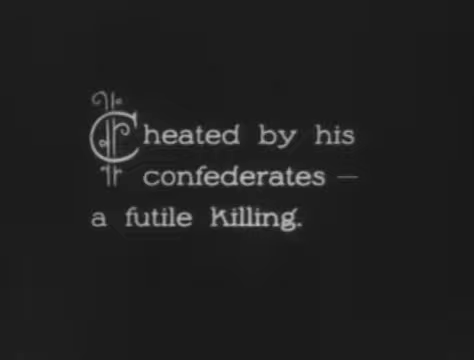 Cheated by his
confederates —
a futile killing.